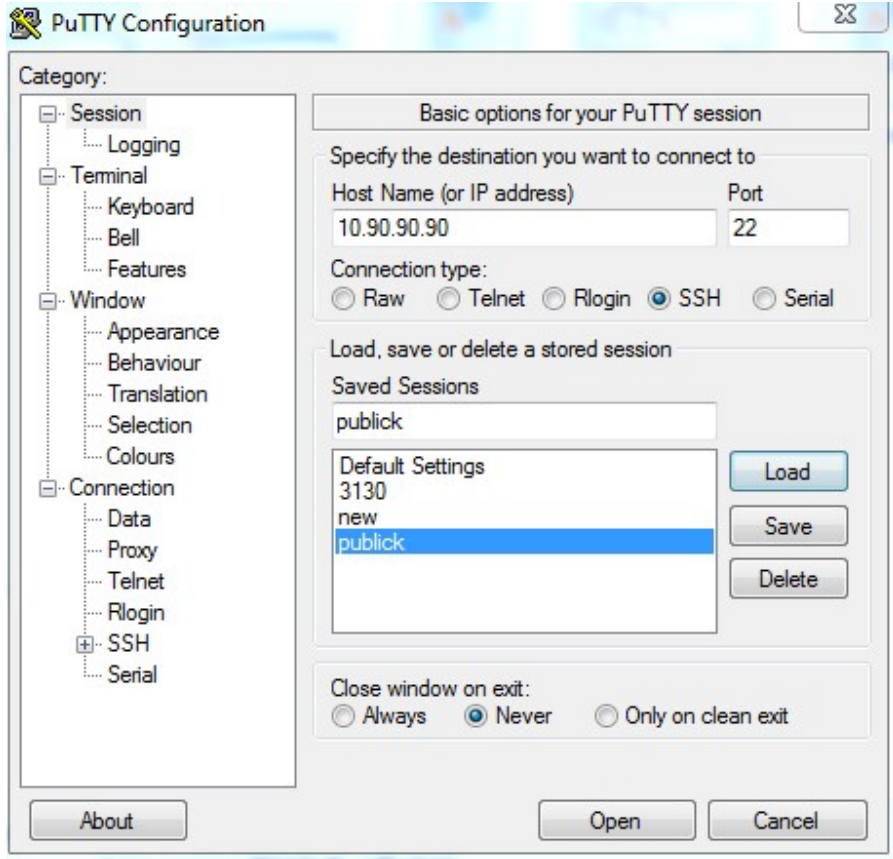 PuTTY Configuration
Category:
Session
Logging
Terminal
Keyboard
Bell
Features
Window
Appearance
Behaviour
Translation
Selection
Colours
Connection
Data
Proxy
Telnet
Rlogin
SSH
Serial
Basic options for your PuTTY session
Specify the destination you want to connect to
Host Name (or IP address) Port
10.90.90.90 22
Connection type:
Raw Telnet Rlogin SSH Serial
Load, save or delete a stored session
Saved Sessions
publick
Default Settings
3130
new
publick
Load
Save
Delete
Close window on exit:
Always Never Only on clean exit
About Open Cancel